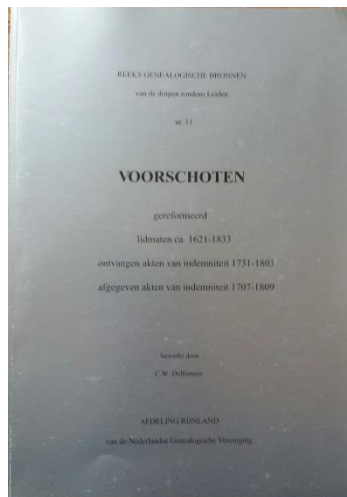 REEKS GENEALOGISCHE BRONNEN
van de dorpen rondom Leiden
nr. 11
VOORSCHOTEN
gereformeerd
lidmaten ca. 1621-1833
ontvangen akten van indemniteit 1731-1803
afgegeven akten van indemniteit 1707-1809
bewerkt door
C.W. Delforterie
AFDELING RIJNLAND
van de Nederlandse Genealogische Vereniging